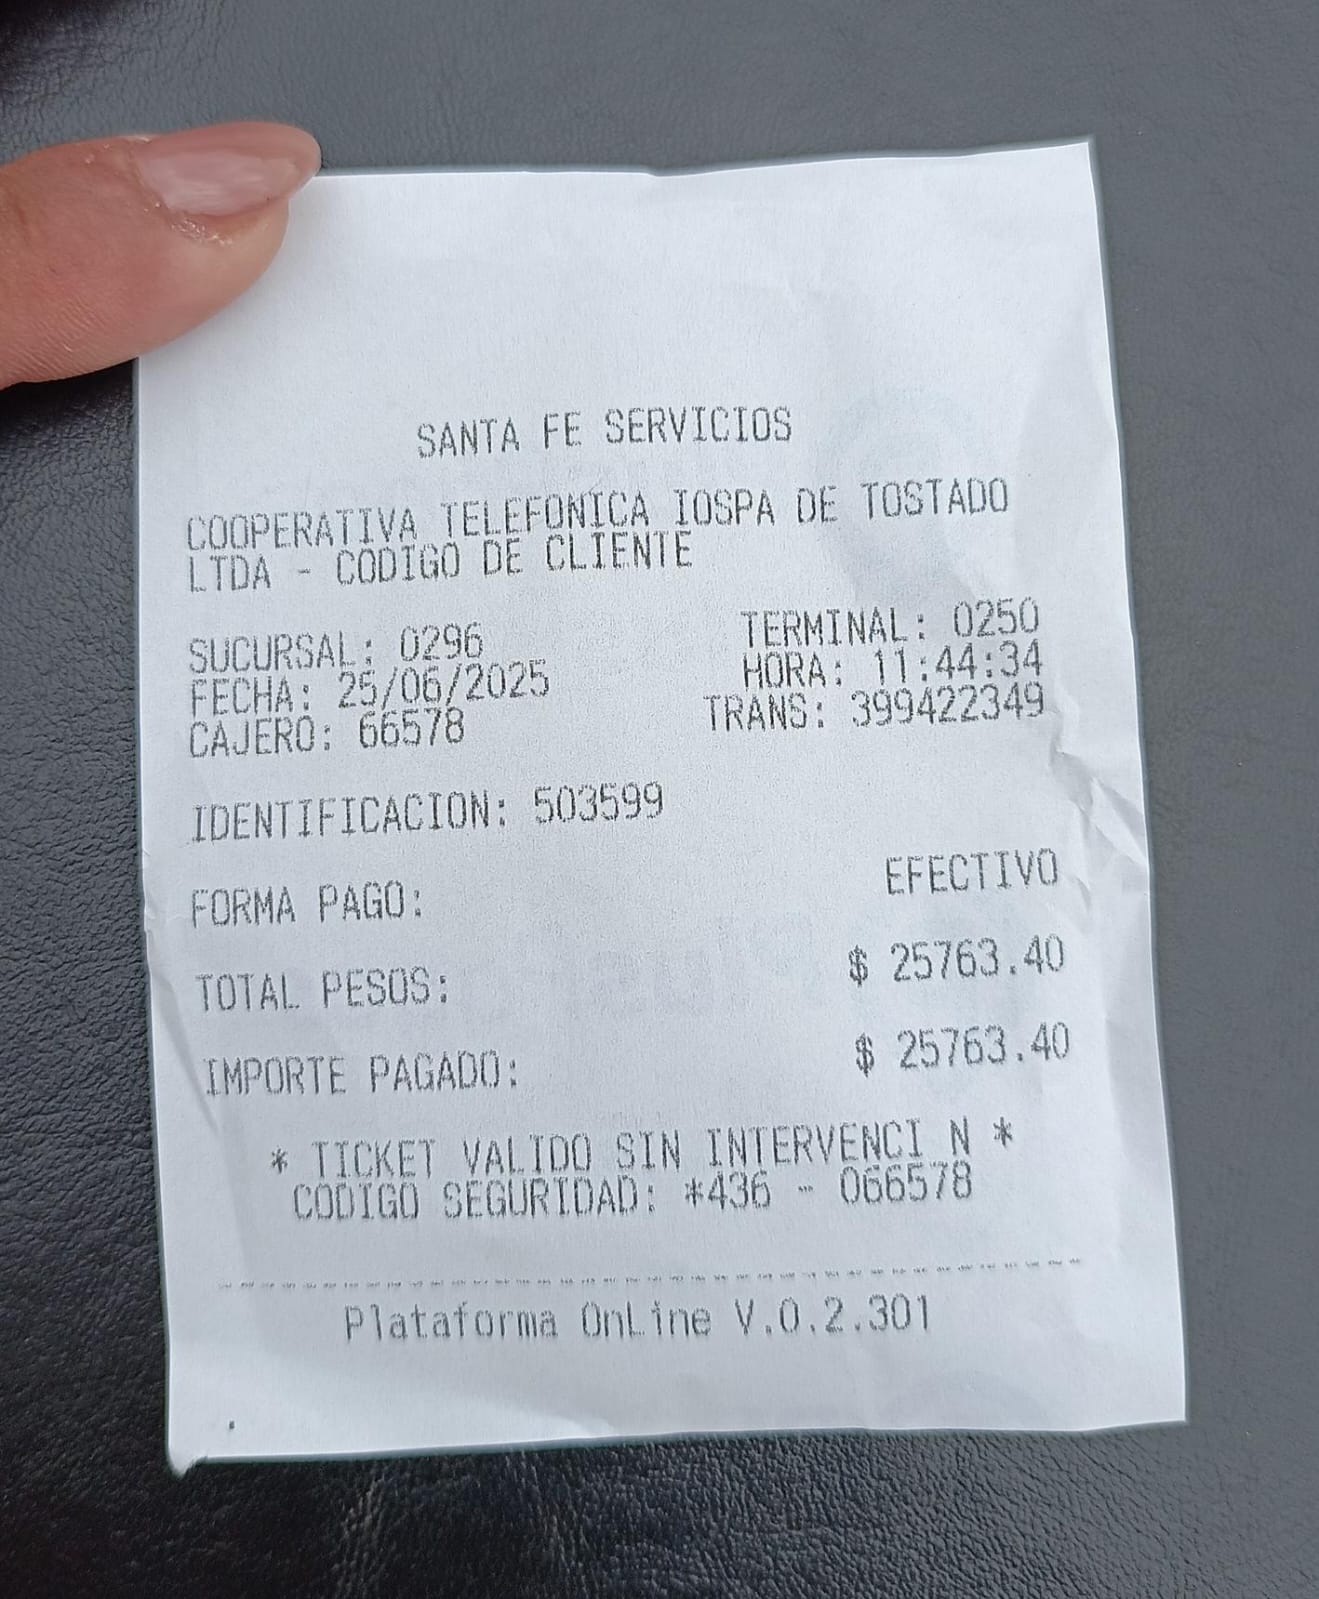 SANTA FE SERVICIOS
COOPERATIVA TELEFONICA IOSPA DE TOSTADO
LTDA - CODIGO DE CLIENTE
SUCURSAL: 0296 TERMINAL: 0250
FECHA: 25/06/2025 HORA: 11:44:34
CAJERO: 66578 TRANS: 399422349
IDENTIFICACION: 503599
FORMA PAGO: EFECTIVO
TOTAL PESOS: $ 25763.40
IMPORTE PAGADO: $ 25763.40
* TICKET VALIDO SIN INTERVENCI N *
CODIGO SEGURIDAD: *436 - 066578
Plataforma OnLine V.0.2.301